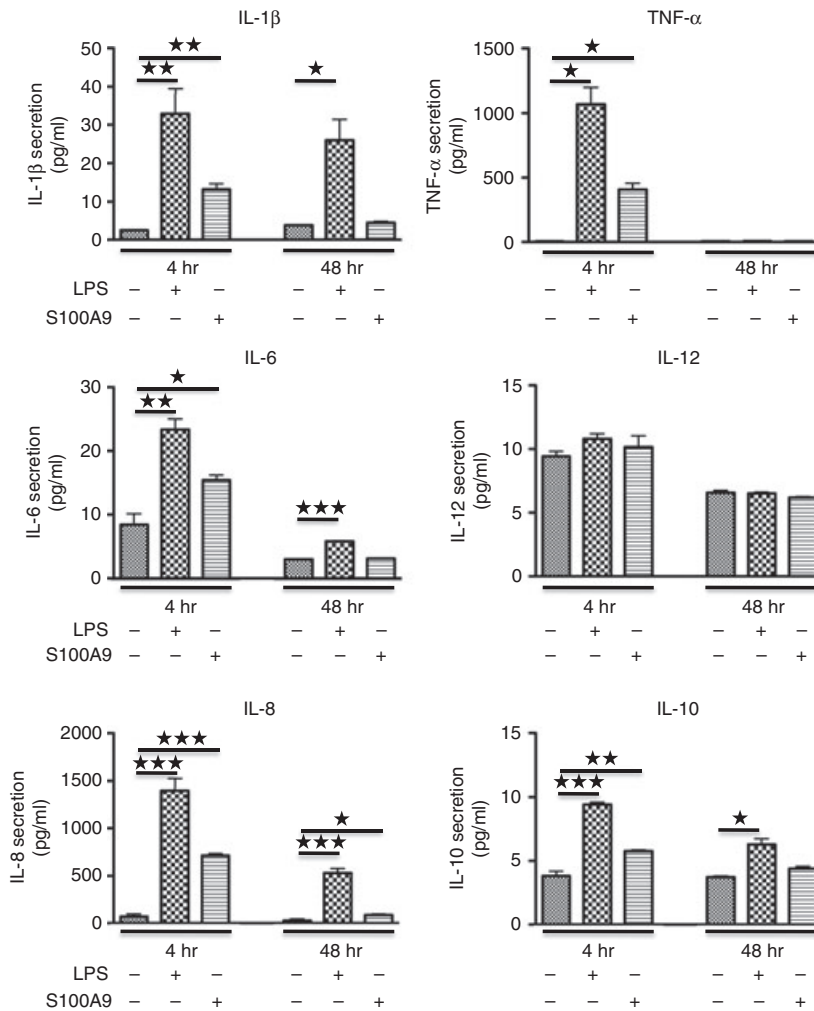 IL-1β
50
40
30
20
10
0
IL-1β secretion
(pg/ml)
★★
★★
★
4 hr
48 hr
LPS – + – – + –
S100A9 – – + – – +
TNF-α
1500
1000
500
0
TNF-α secretion
(pg/ml)
★
★
4 hr
48 hr
– + – – + –
– – + – – +
IL-6
30
20
10
0
IL-6 secretion
(pg/ml)
★
★★
★★★
4 hr
48 hr
LPS – + – – + –
S100A9 – – + – – +
IL-12
15
10
5
0
IL-12 secretion
(pg/ml)
4 hr
48 hr
– + – – + –
– – + – – +
IL-8
2000
1500
1000
500
0
IL-8 secretion
(pg/ml)
★★★
★★★
★
★★★
4 hr
48 hr
LPS – + – – + –
S100A9 – – + – – +
IL-10
15
10
5
0
IL-10 secretion
(pg/ml)
★★
★★★
★
4 hr
48 hr
– + – – + –
– – + – – +